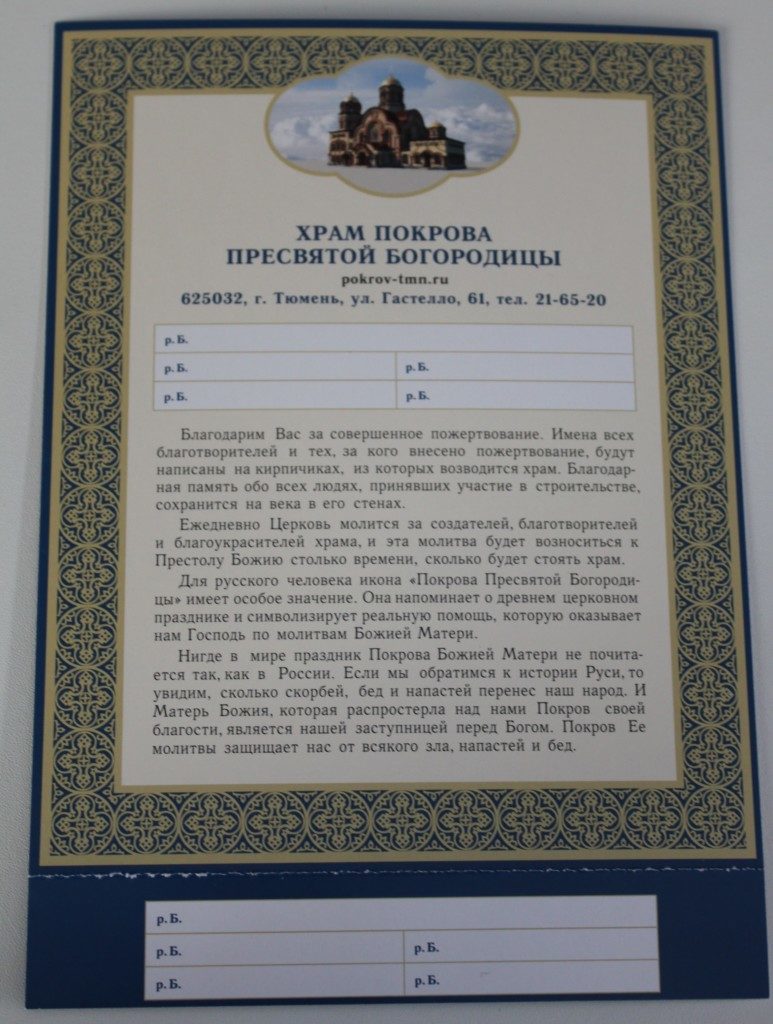 ХРАМ ПОКРОВА
ПРЕСВЯТОЙ БОГОРОДИЦЫ
pokrov-tmn.ru
625032, г. Тюмень, ул. Гастелло, 61, тел. 21-65-20
р. Б.
р. Б. р. Б.
р. Б. р. Б.
Благодарим Вас за совершенное пожертвование. Имена всех
благотворителей и тех, за кого внесено пожертвование, будут
написаны на кирпичиках, из которых возводится храм. Благодар-
ная память обо всех людях, принявших участие в строительстве,
сохранится на века в его стенах.
Ежедневно Церковь молится за создателей, благотворителей
и благоукрасителей храма, и эта молитва будет возноситься к
Престолу Божию столько времени, сколько будет стоять храм.
Для русского человека икона «Покрова Пресвятой Богороди-
цы» имеет особое значение. Она напоминает о древнем церковном
празднике и символизирует реальную помощь, которую оказывает
нам Господь по молитвам Божией Матери.
Нигде в мире праздник Покрова Божией Матери не почита-
ется так, как в России. Если мы обратимся к истории Руси, то
увидим, сколько скорбей, бед и напастей перенес наш народ. И
Матерь Божия, которая распростерла над нами Покров своей
благости, является нашей заступницей перед Богом. Покров Ее
молитвы защищает нас от всякого зла, напастей и бед.
р. Б.
р. Б. р. Б.
р. Б. р. Б.